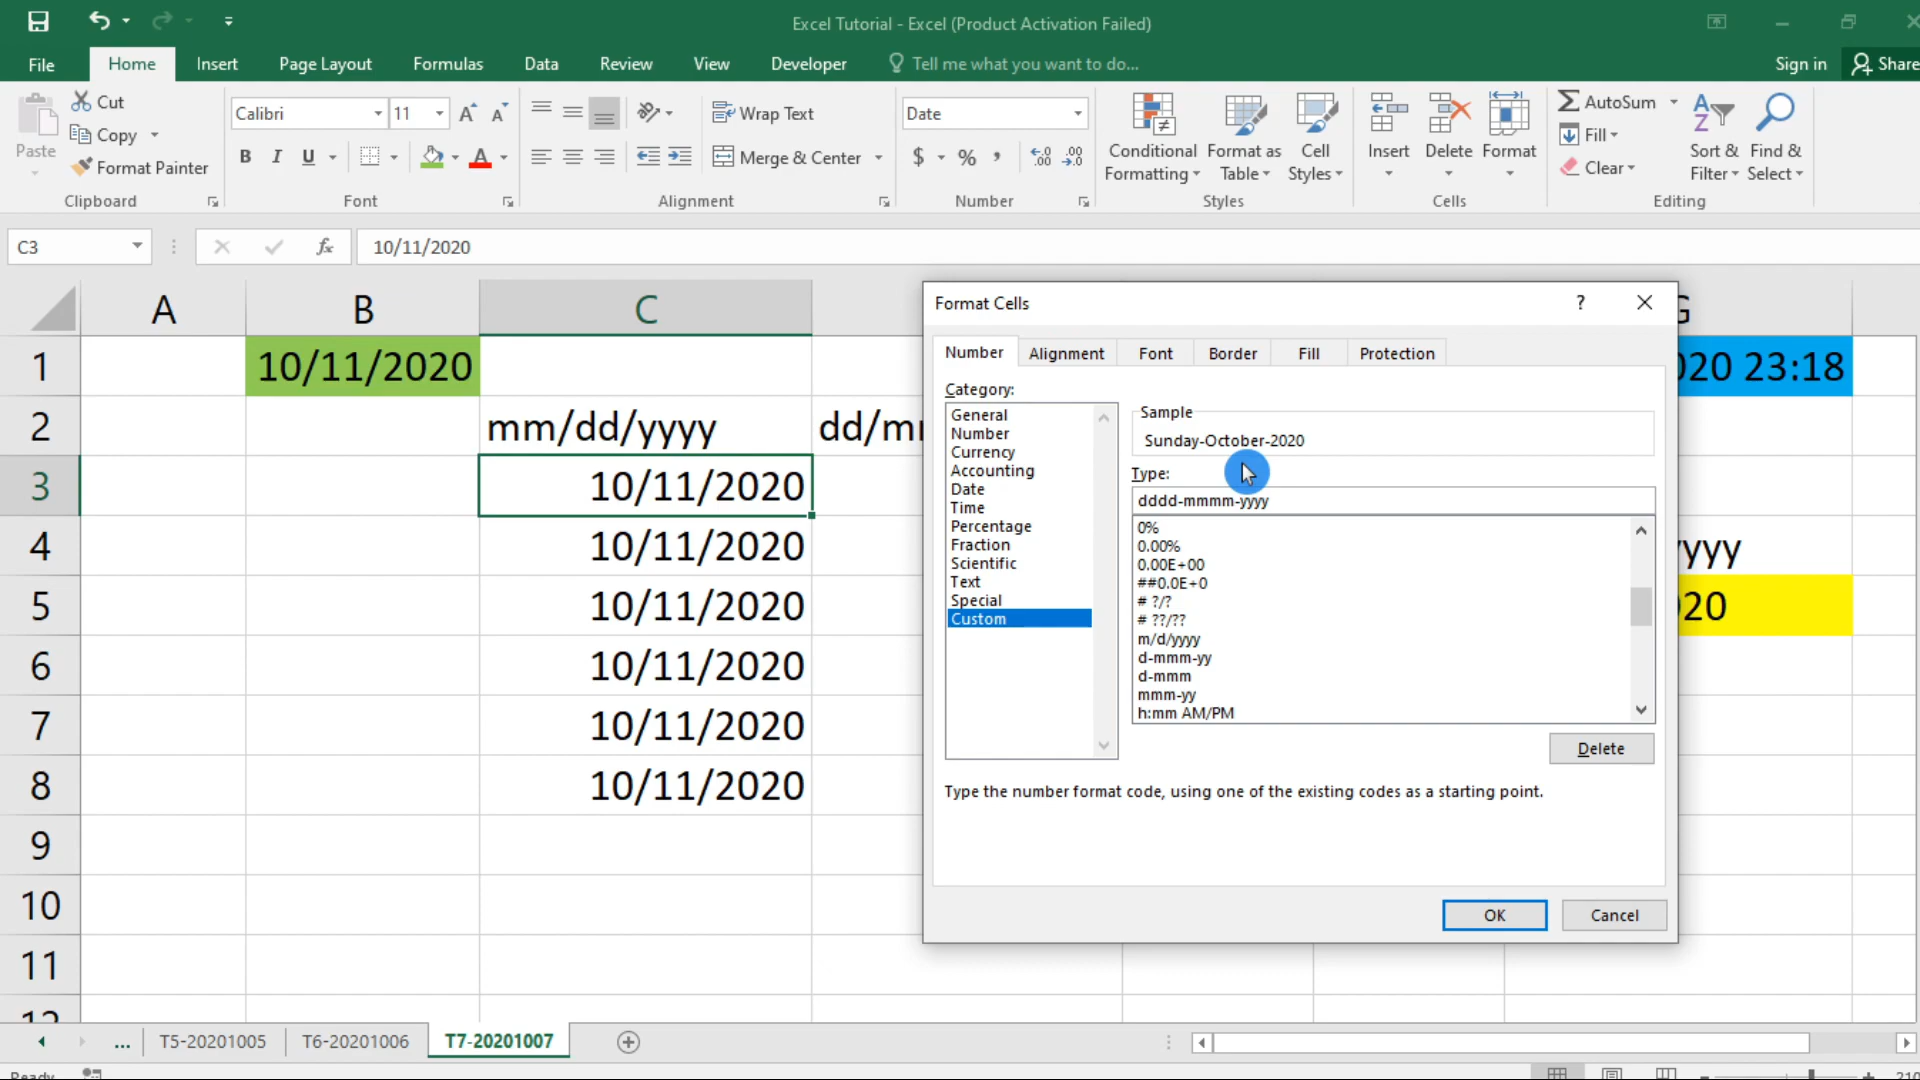 Excel Tutorial - Excel (Product Activation Failed)
File Home Insert Page Layout Formulas Data Review View Developer Tell me what you want to do... Sign in Share
Cut
Copy
Format Painter
Paste
Clipboard
Calibri 11
B I U
Font
Wrap Text
Merge & Center
Alignment
Date
$ % ,
Number
Conditional Formatting
Format as Table
Cell Styles
Styles
Insert
Delete
Format
Cells
AutoSum
Fill
Clear
Sort & Filter
Find & Select
Editing
C3 fx 10/11/2020
A B C G
1 10/11/2020 020 23:18
2 mm/dd/yyyy
3 10/11/2020
4 10/11/2020 yyyy
5 10/11/2020 20
6 10/11/2020
7 10/11/2020
8 10/11/2020
9
10
11
12
Format Cells ?
Number Alignment Font Border Fill Protection
Category:
General
Number
Currency
Accounting
Date
Time
Percentage
Fraction
Scientific
Text
Special
Custom
Sample
Sunday-October-2020
Type:
dddd-mmmm-yyyy
0%
0.00%
0.00E+00
##0.0E+0
# ?/?
# ??/??
m/d/yyyy
d-mmm-yy
d-mmm
mmm-yy
h:mm AM/PM
Delete
Type the number format code, using one of the existing codes as a starting point.
OK Cancel
... T5-20201005 T6-20201006 T7-20201007
Ready